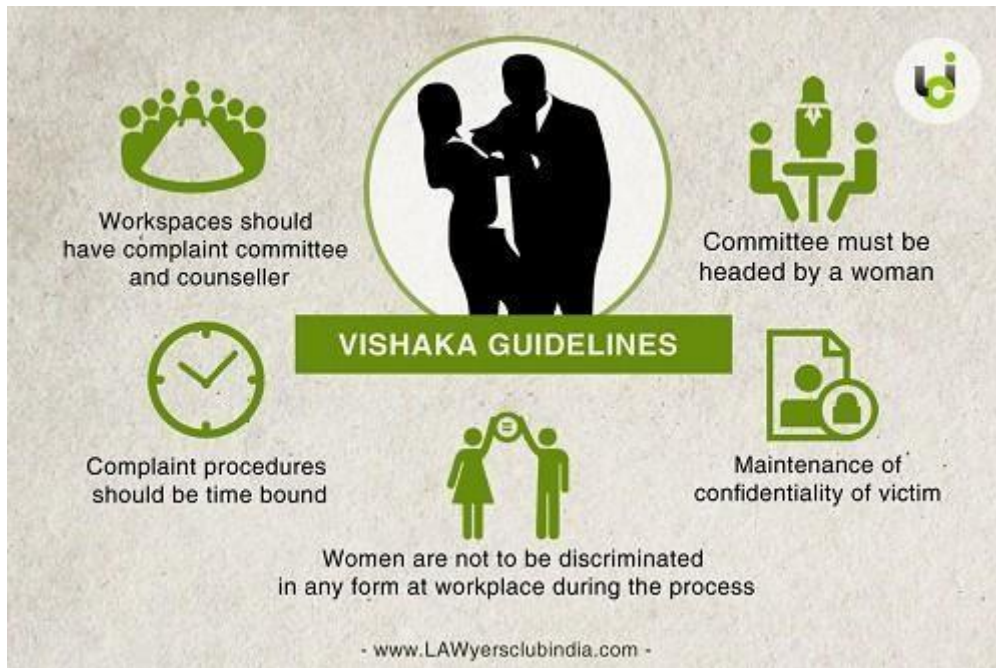 Workspaces should
have complaint committee
and counseller
Committee must be
headed by a woman
VISHAKA GUIDELINES
Complaint procedures
should be time bound
Maintenance of
confidentiality of victim
Women are not to be discriminated
in any form at workplace during the process
- www.LAWyersclubindia.com -